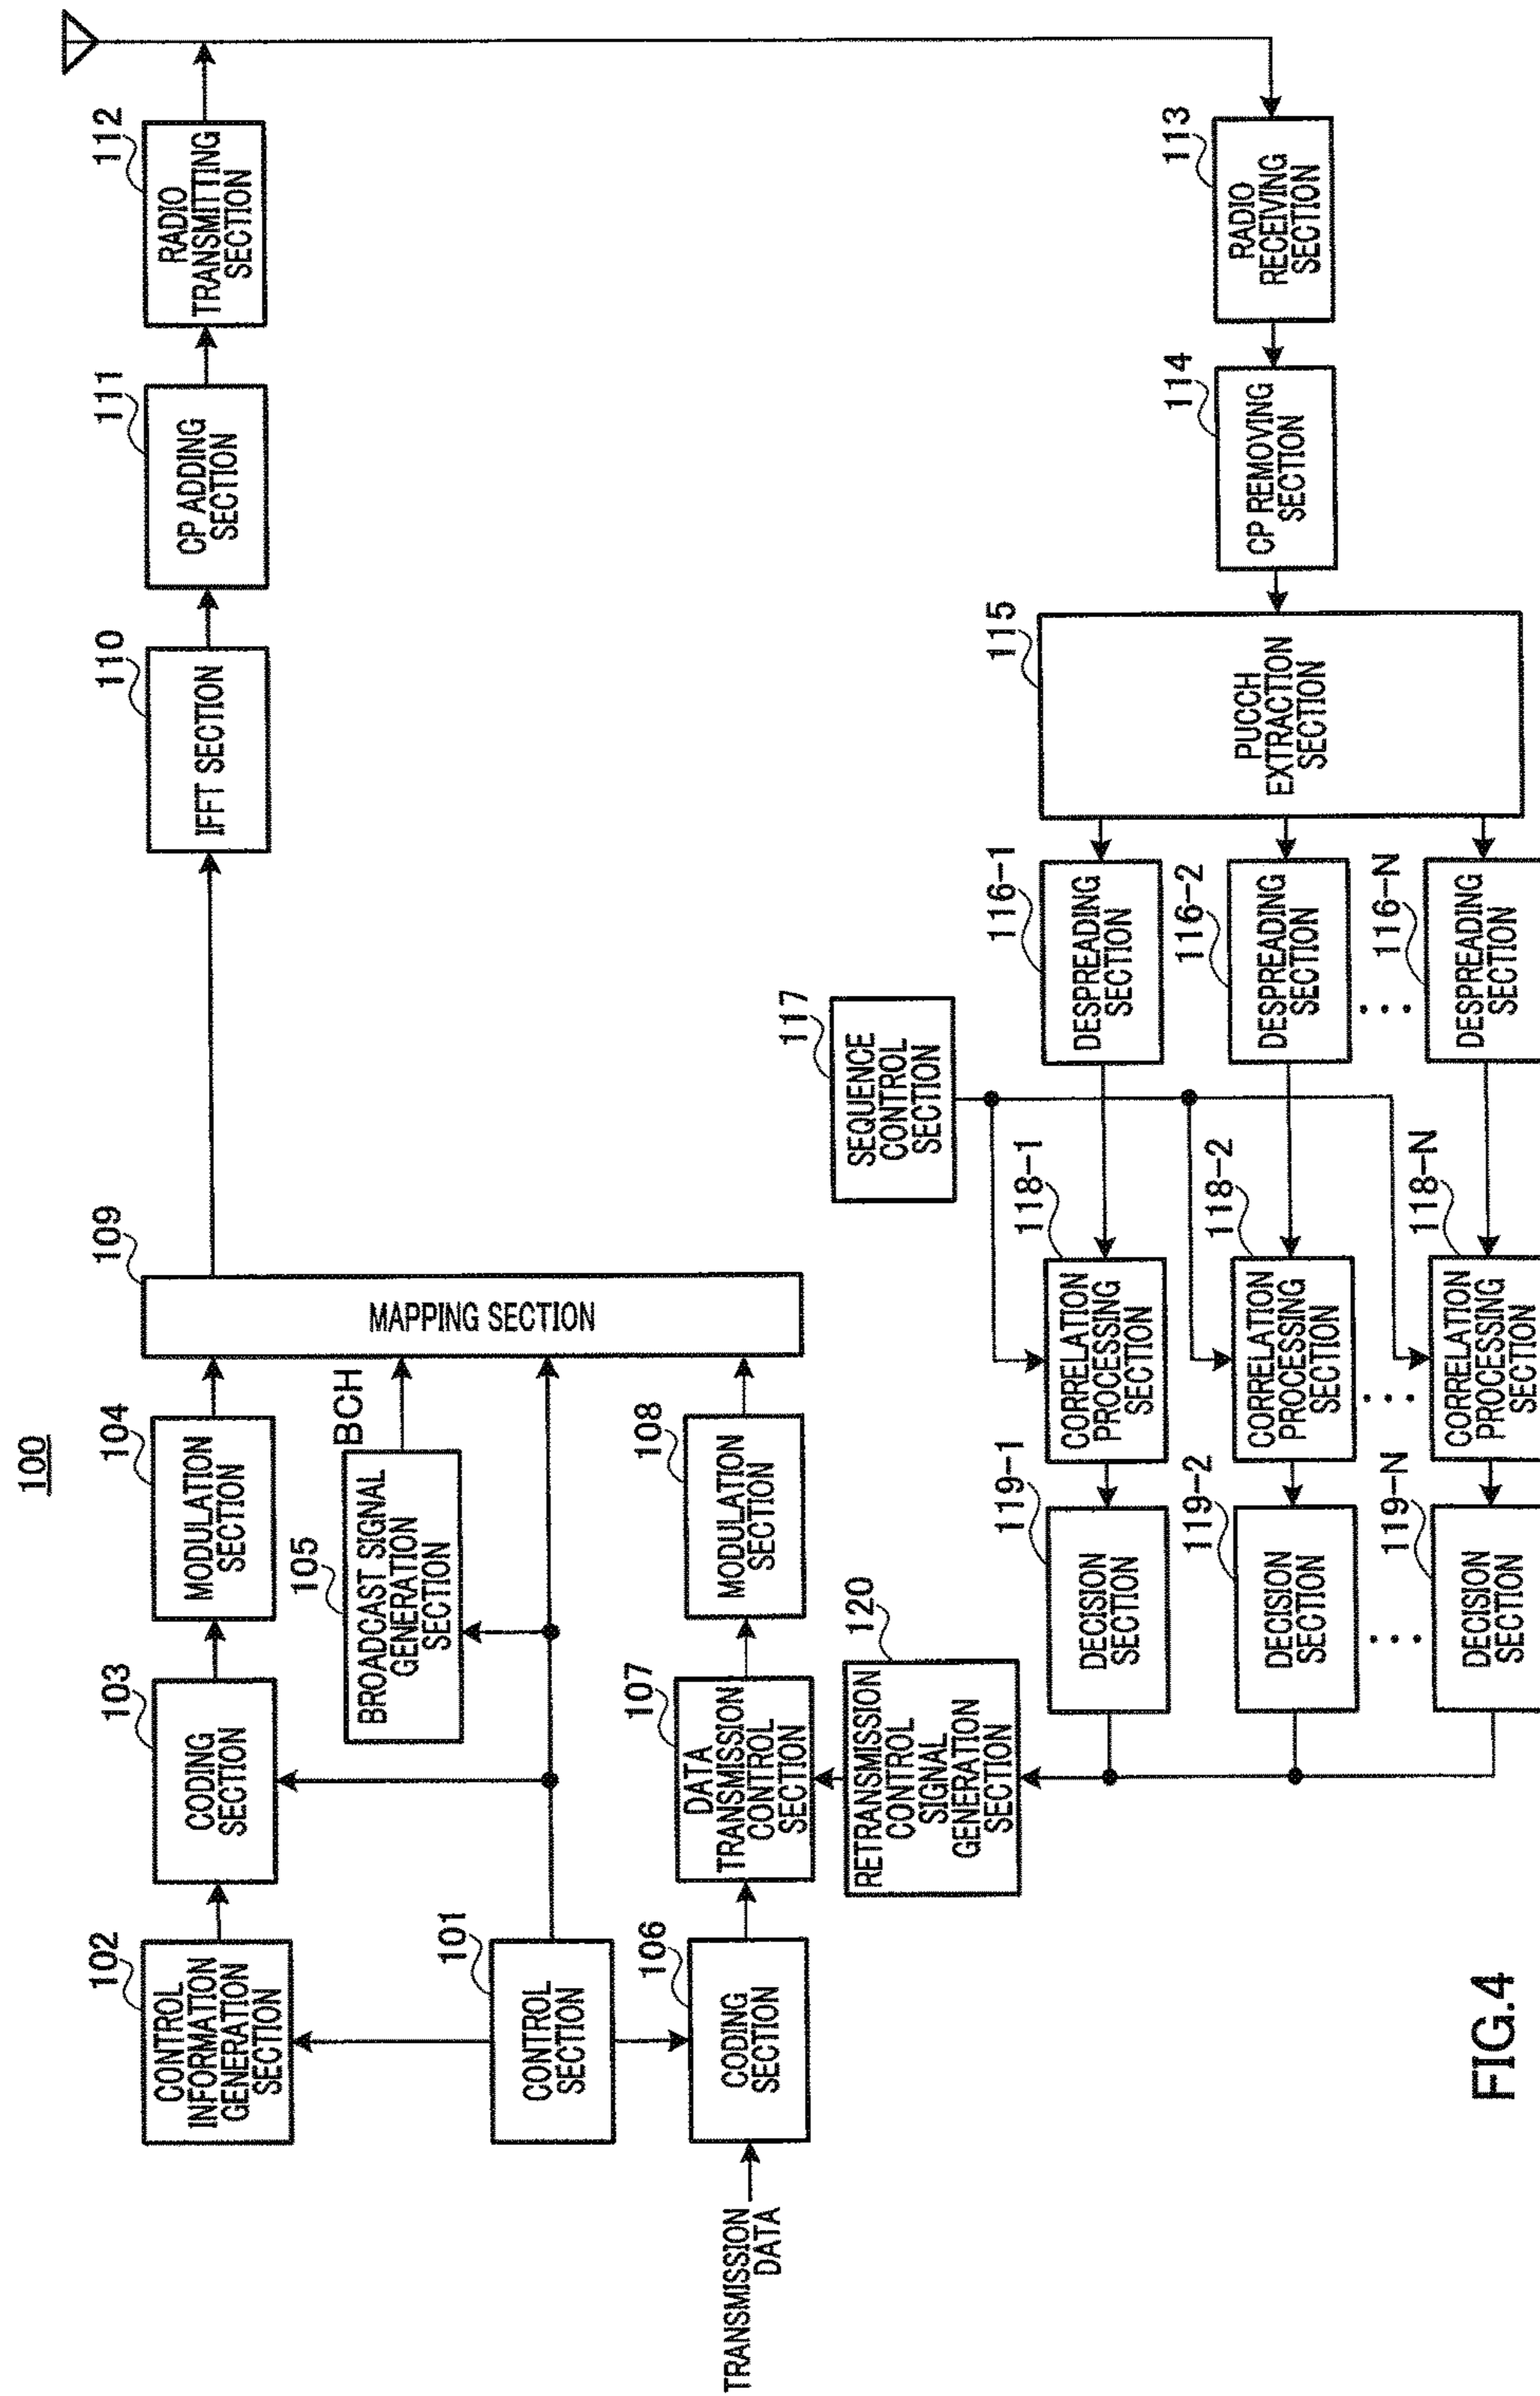 100
102
CONTROL
INFORMATION
GENERATION
SECTION
103
CODING
SECTION
104
MODULATION
SECTION
109
MAPPING SECTION
110
IFFT SECTION
111
CP ADDING
SECTION
112
RADIO
TRANSMITTING
SECTION
105
BROADCAST SIGNAL
GENERATION
SECTION
BCH
101
CONTROL
SECTION
TRANSMISSION
DATA
106
CODING
SECTION
107
DATA
TRANSMISSION
CONTROL
SECTION
108
MODULATION
SECTION
120
RETRANSMISSION
CONTROL
SIGNAL
GENERATION
SECTION
117
SEQUENCE
CONTROL
SECTION
119-1
DECISION
SECTION
118-1
CORRELATION
PROCESSING
SECTION
116-1
DESPREADING
SECTION
115
PUCCH
EXTRACTION
SECTION
114
CP REMOVING
SECTION
113
RADIO
RECEIVING
SECTION
119-2
DECISION
SECTION
118-2
CORRELATION
PROCESSING
SECTION
116-2
DESPREADING
SECTION
...
...
...
119-N
DECISION
SECTION
118-N
CORRELATION
PROCESSING
SECTION
116-N
DESPREADING
SECTION
FIG.4